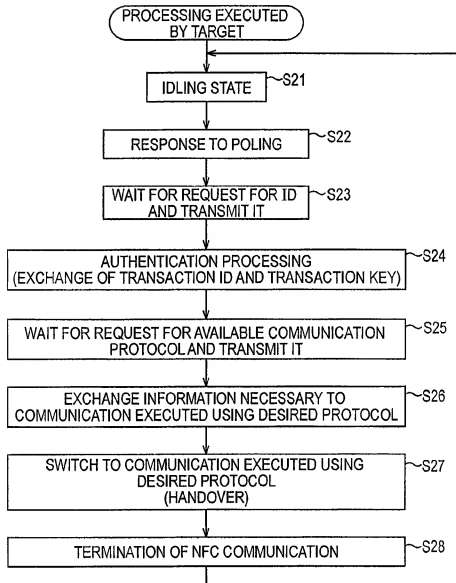 PROCESSING EXECUTED
BY TARGET
IDLING STATE
S21
RESPONSE TO POLING
S22
WAIT FOR REQUEST FOR ID
AND TRANSMIT IT
S23
AUTHENTICATION PROCESSING
(EXCHANGE OF TRANSACTION ID AND TRANSACTION KEY)
S24
WAIT FOR REQUEST FOR AVAILABLE COMMUNICATION
PROTOCOL AND TRANSMIT IT
S25
EXCHANGE INFORMATION NECESSARY TO
COMMUNICATION EXECUTED USING DESIRED PROTOCOL
S26
SWITCH TO COMMUNICATION EXECUTED USING
DESIRED PROTOCOL
(HANDOVER)
S27
TERMINATION OF NFC COMMUNICATION
S28